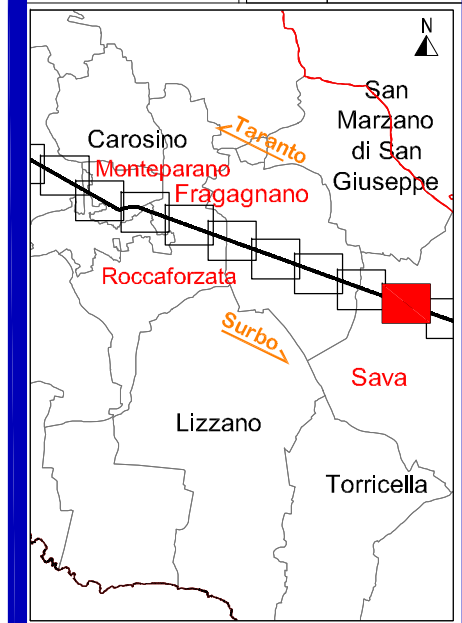 N
San
Marzano
di San
Giuseppe
Taranto
Carosino
Monteparano
Fragagnano
Roccaforzata
Surbo
Sava
Lizzano
Torricella